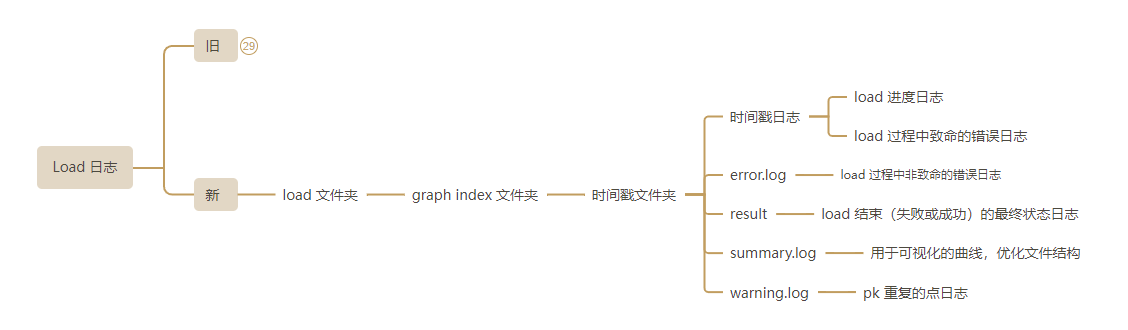 Load 日志
旧
29
新
load 文件夹
graph index 文件夹
时间戳文件夹
时间戳日志
load 进度日志
load 过程中致命的错误日志
error.log
load 过程中非致命的错误日志
result
load 结束（失败或成功）的最终状态日志
summary.log
用于可视化的曲线，优化文件结构
warning.log
pk 重复的点日志